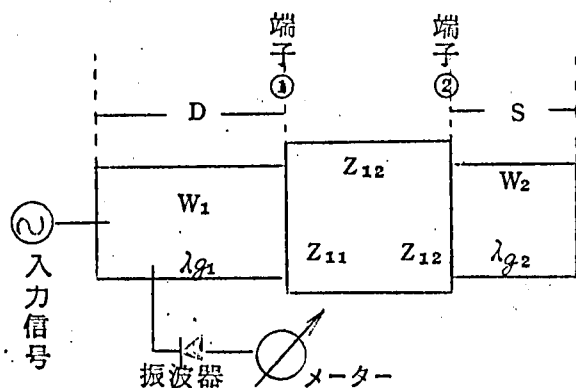 端子①
端子②
D
S
Z₁₂
W₁
W₂
Z₁₁
Z₁₂
λg₁
λg₂
入力信号
振波器
メーター